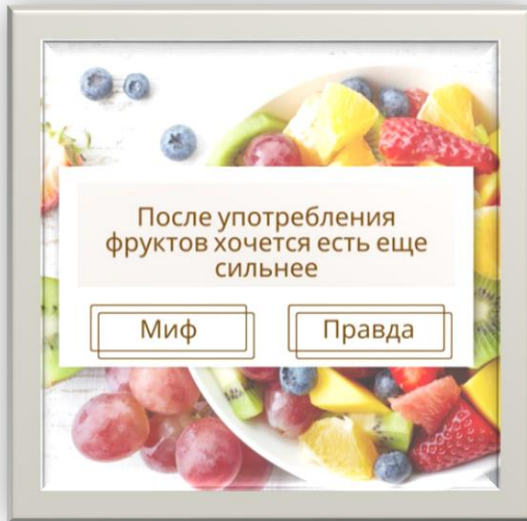 После употребления
фруктов хочется есть еще
сильнее
Миф
Правда